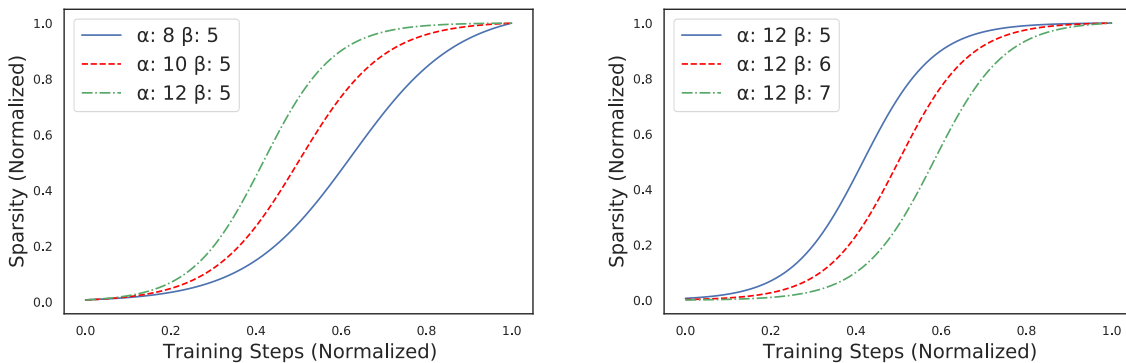 1.0
0.8
0.6
0.4
0.2
0.0
Sparsity (Normalized)
α: 8 β: 5
α: 10 β: 5
α: 12 β: 5
0.0 0.2 0.4 0.6 0.8 1.0
Training Steps (Normalized)
1.0
0.8
0.6
0.4
0.2
0.0
Sparsity (Normalized)
α: 12 β: 5
α: 12 β: 6
α: 12 β: 7
0.0 0.2 0.4 0.6 0.8 1.0
Training Steps (Normalized)